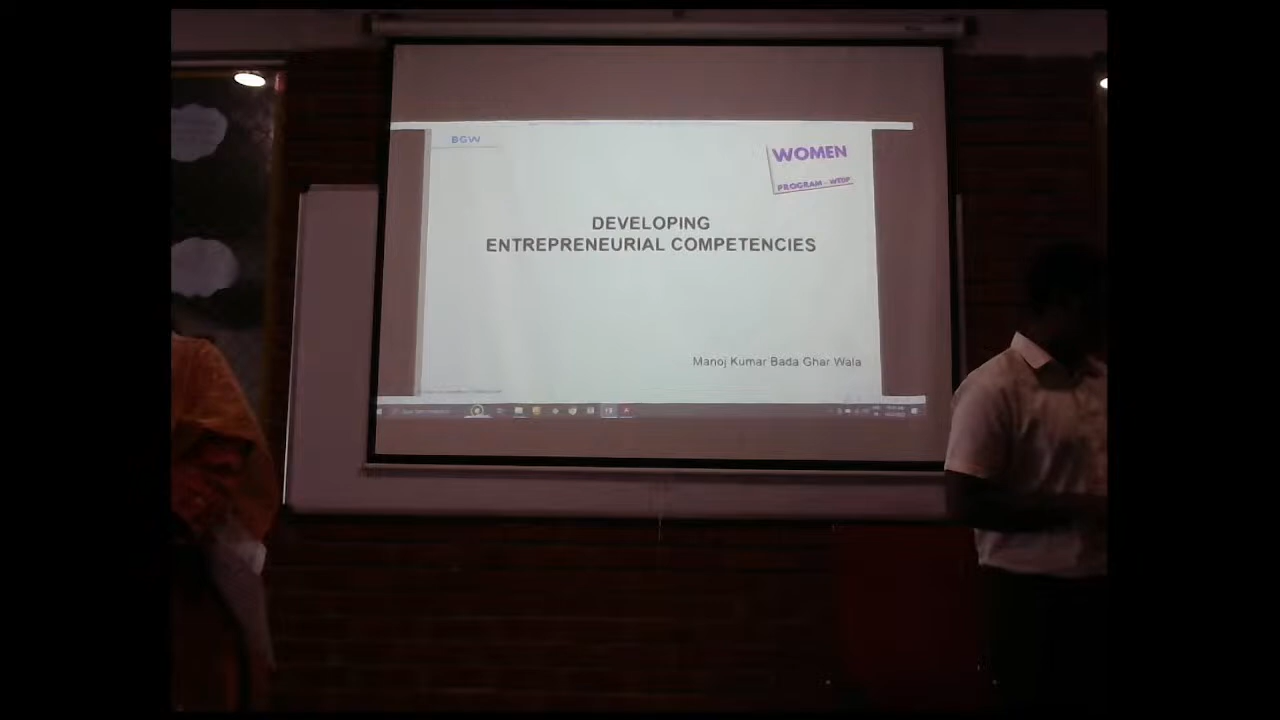 BGW
WOMEN
PROGRAM - WEDP
DEVELOPING
ENTREPRENEURIAL COMPETENCIES
Manoj Kumar Bada Ghar Wala